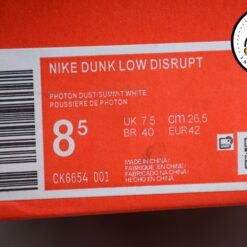 NIKE DUNK LOW DISRUPT
PHOTON DUST/SUMMIT WHITE
POUSSIERE DE PHOTON
8 5
UK 7.5 cm 26.5
BR 40 EUR 42
CK6654 001
MADE IN CHINA/
FABRIQUE EN CHINE/
FABRICADO NA CHINA/
HECHO EN CHINA